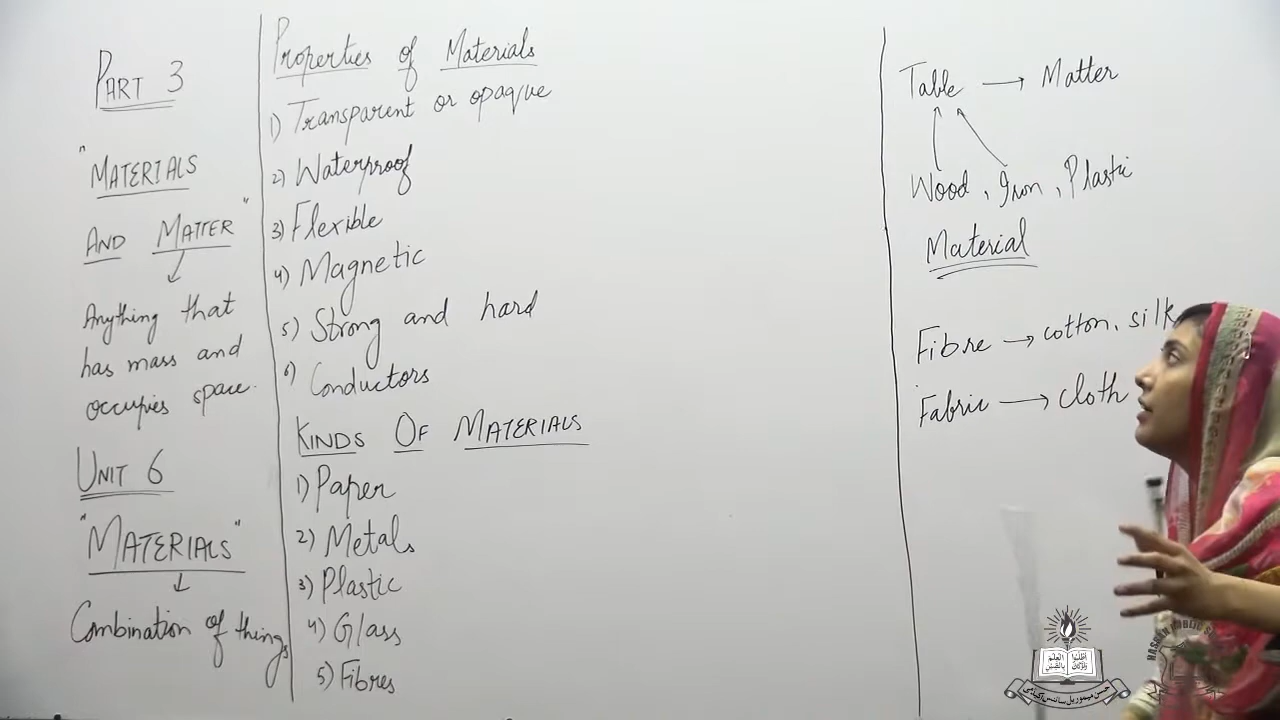 PART 3
"MATERIALS
AND MATTER"
Anything that
has mass and
occupies space.
UNIT 6
"MATERIALS"
Combination of things
Properties of Materials
1) Transparent or opaque
2) Waterproof
3) Flexible
4) Magnetic
5) Strong and hard
6) Conductors
KINDS OF MATERIALS
1) Paper
2) Metals
3) Plastic
4) Glass
5) Fibres
Table → Matter
Wood, Iron, Plastic
Material
Fibre → cotton, silk
Fabric → cloth
HASSAN PUBLIC S